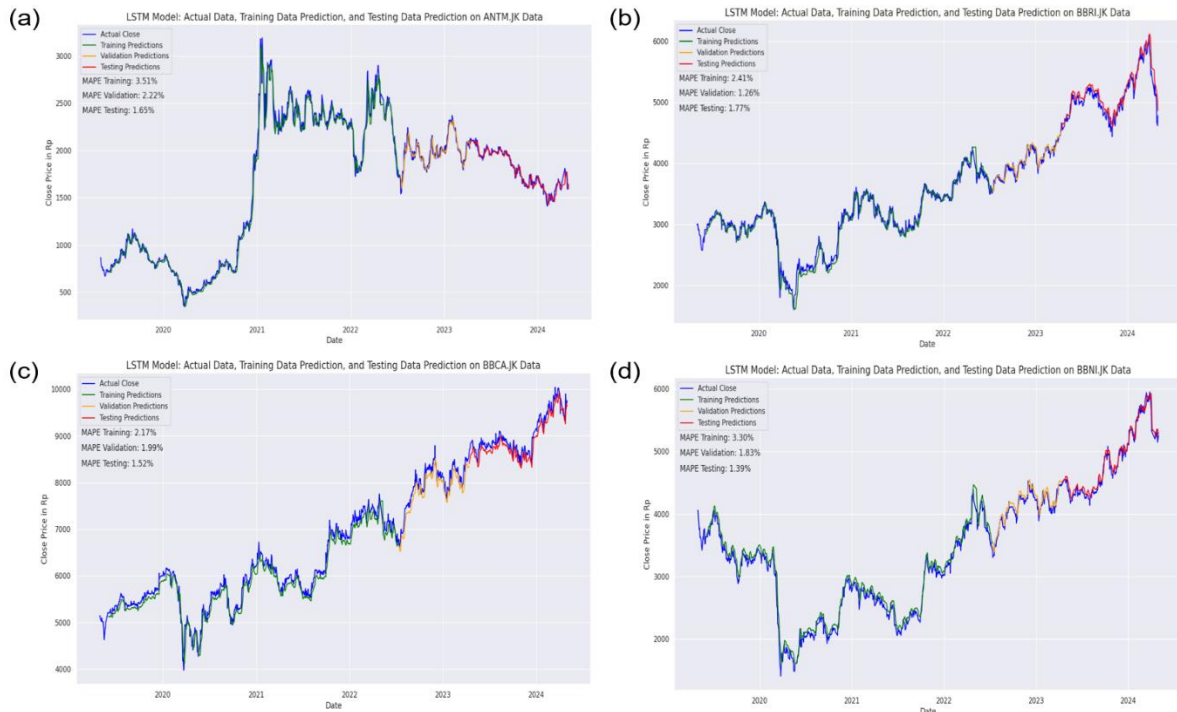 (a)
LSTM Model: Actual Data, Training Data Prediction, and Testing Data Prediction on ANTM.JK Data
Actual Close
Training Predictions
Validation Predictions
Testing Predictions
MAPE Training: 3.51%
MAPE Validation: 2.22%
MAPE Testing: 1.65%
Close Price in Rp
3000
2500
2000
1500
1000
500
2020
2021
2022
2023
2024
Date
(b)
LSTM Model: Actual Data, Training Data Prediction, and Testing Data Prediction on BBRI.JK Data
Actual Close
Training Predictions
Validation Predictions
Testing Predictions
MAPE Training: 2.41%
MAPE Validation: 1.26%
MAPE Testing: 1.77%
Close Price in Rp
6000
5000
4000
3000
2000
2020
2021
2022
2023
2024
Date
(c)
LSTM Model: Actual Data, Training Data Prediction, and Testing Data Prediction on BBCA.JK Data
Actual Close
Training Predictions
Validation Predictions
Testing Predictions
MAPE Training: 2.17%
MAPE Validation: 1.99%
MAPE Testing: 1.52%
Close Price in Rp
10000
9000
8000
7000
6000
5000
4000
2020
2021
2022
2023
2024
Date
(d)
LSTM Model: Actual Data, Training Data Prediction, and Testing Data Prediction on BBNI.JK Data
Actual Close
Training Predictions
Validation Predictions
Testing Predictions
MAPE Training: 3.30%
MAPE Validation: 1.83%
MAPE Testing: 1.39%
Close Price in Rp
6000
5000
4000
3000
2000
2020
2021
2022
2023
2024
Date